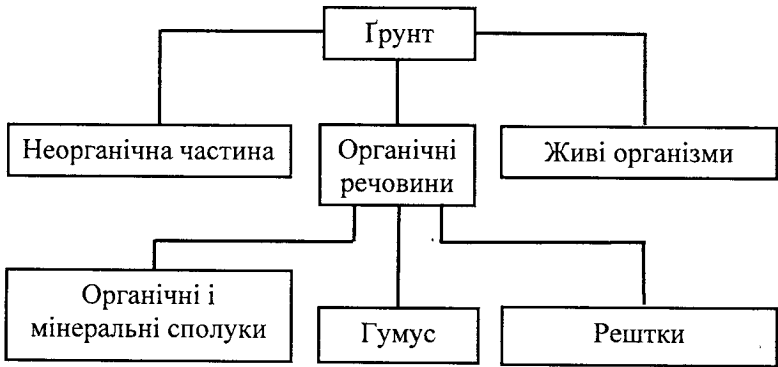 Ґрунт
Неорганічна частина
Органічні
речовини
Живі організми
Органічні і
мінеральні сполуки
Гумус
Рештки